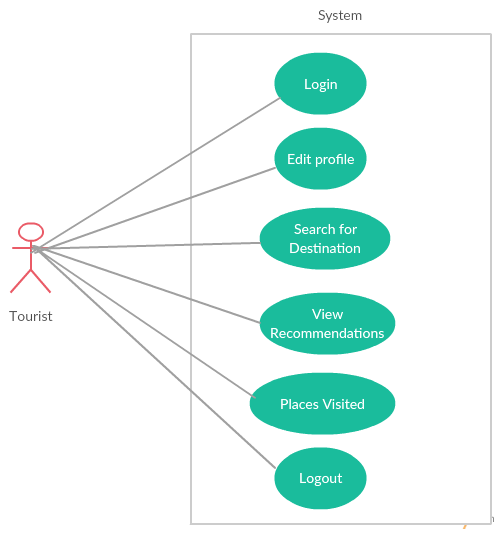 System
Login
Edit profile
Search for
Destination
Tourist
View
Recommendations
Places Visited
Logout